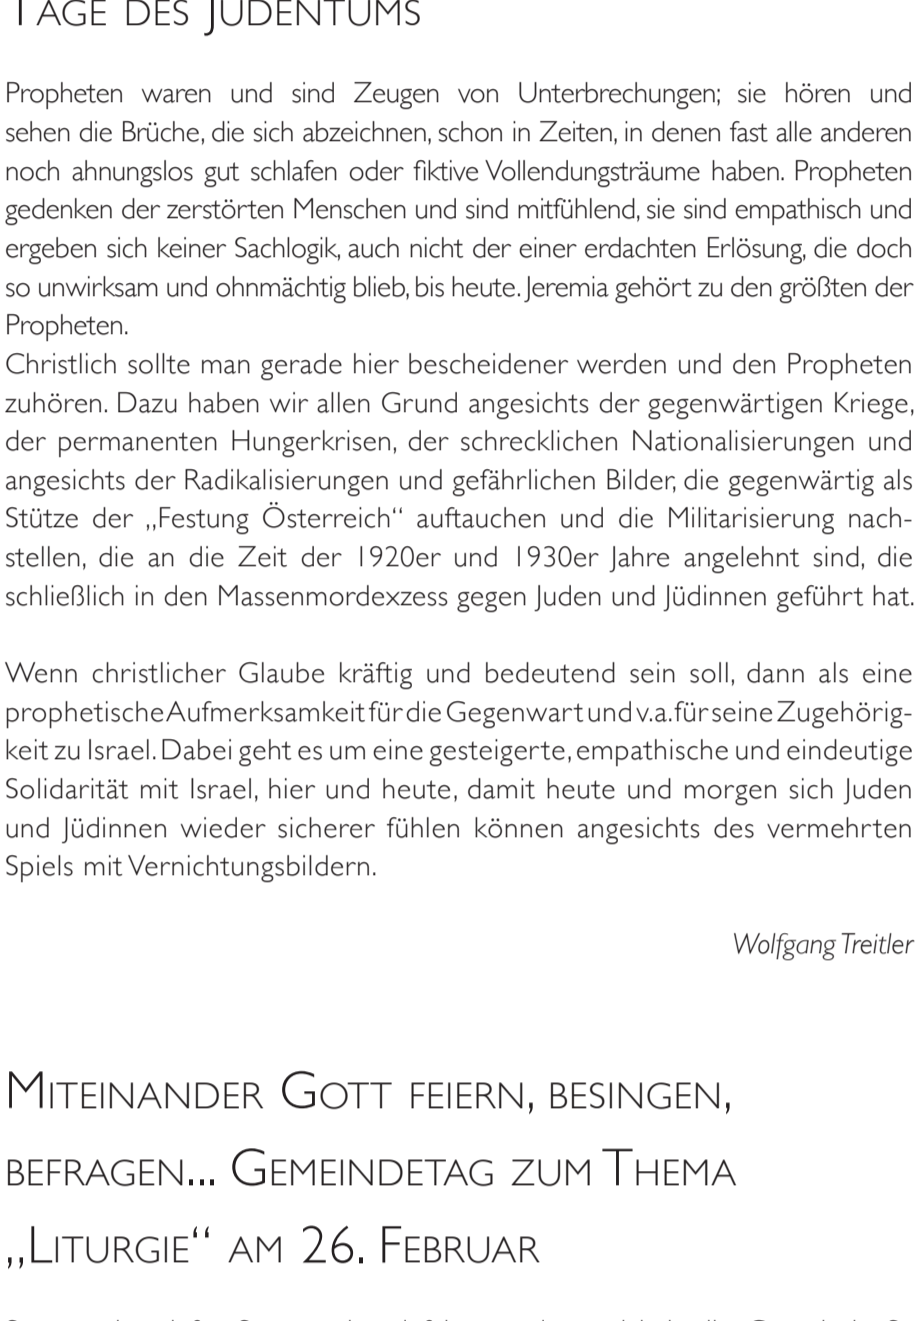 TAGE DES JUDENTUMS
Propheten waren und sind Zeugen von Unterbrechungen; sie hören und
sehen die Brüche, die sich abzeichnen, schon in Zeiten, in denen fast alle anderen
noch ahnungslos gut schlafen oder fiktive Vollendungsträume haben. Propheten
gedenken der zerstörten Menschen und sind mitfühlend, sie sind empathisch und
ergeben sich keiner Sachlogik, auch nicht der einer erdachten Erlösung, die doch
so unwirksam und ohnmächtig blieb, bis heute. Jeremia gehört zu den größten der
Propheten.
Christlich sollte man gerade hier bescheidener werden und den Propheten
zuhören. Dazu haben wir allen Grund angesichts der gegenwärtigen Kriege,
der permanenten Hungerkrisen, der schrecklichen Nationalisierungen und
angesichts der Radikalisierungen und gefährlichen Bilder, die gegenwärtig als
Stütze der „Festung Österreich“ auftauchen und die Militarisierung nach-
stellen, die an die Zeit der 1920er und 1930er Jahre angelehnt sind, die
schließlich in den Massenmordexzess gegen Juden und Jüdinnen geführt hat.
Wenn christlicher Glaube kräftig und bedeutend sein soll, dann als eine
prophetische Aufmerksamkeit für die Gegenwart und v.a. für seine Zugehörig-
keit zu Israel. Dabei geht es um eine gesteigerte, empathische und eindeutige
Solidarität mit Israel, hier und heute, damit heute und morgen sich Juden
und Jüdinnen wieder sicherer fühlen können angesichts des vermehrten
Spiels mit Vernichtungsbildern.
Wolfgang Treitler
MITEINANDER GOTT FEIERN, BESINGEN,
BEFRAGEN... GEMEINDETAG ZUM THEMA
„LITURGIE“ AM 26. FEBRUAR